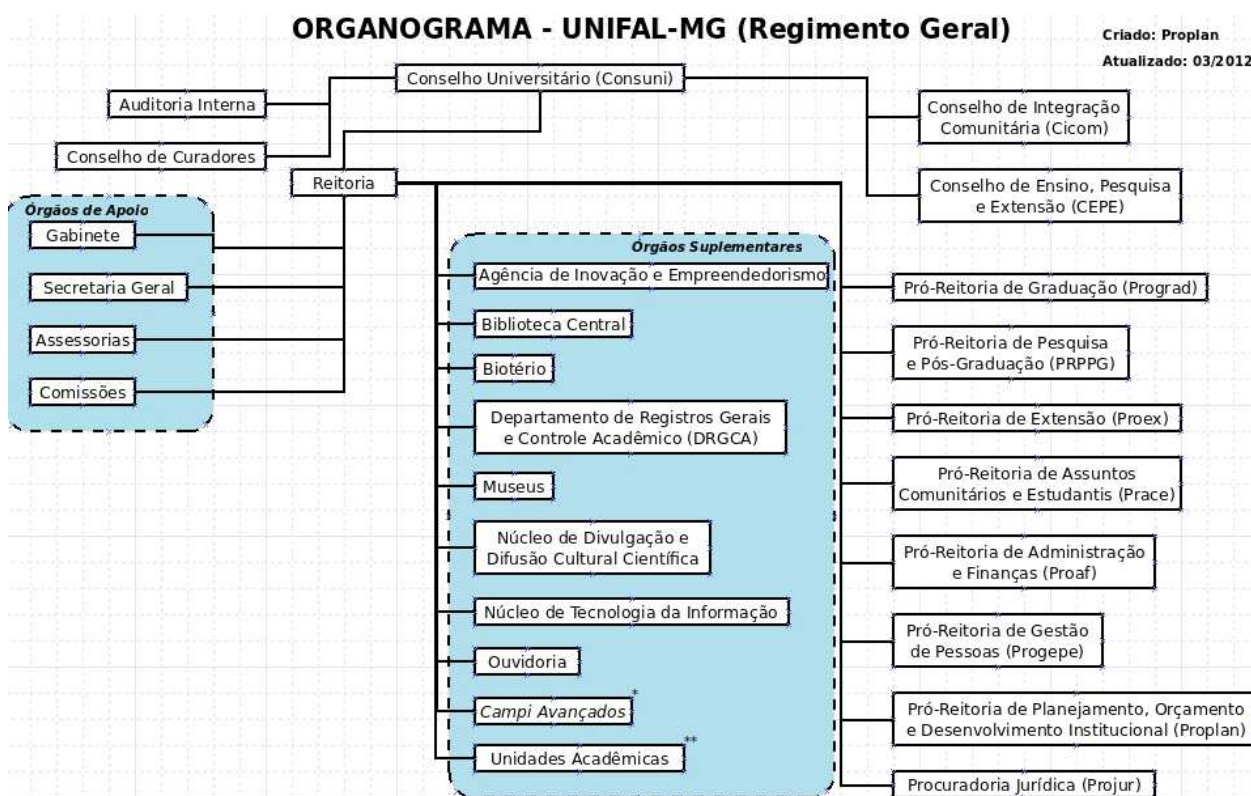 ORGANOGRAMA - UNIFAL-MG (Regimento Geral)
Criado: Proplan
Atualizado: 03/2012
Conselho Universitário (Consuni)
Auditoria Interna
Conselho de Curadores
Reitoria
Conselho de Integração
Comunitária (Cicom)
Conselho de Ensino, Pesquisa
e Extensão (CEPE)
Órgãos de Apoio
Gabinete
Secretaria Geral
Assessorias
Comissões
Órgãos Suplementares
Agência de Inovação e Empreendedorismo
Biblioteca Central
Biotério
Departamento de Registros Gerais
e Controle Acadêmico (DRGCA)
Museus
Núcleo de Divulgação e
Difusão Cultural Científica
Núcleo de Tecnologia da Informação
Ouvidoria
Campi Avançados *
Unidades Acadêmicas **
Pró-Reitoria de Graduação (Prograd)
Pró-Reitoria de Pesquisa
e Pós-Graduação (PRPPG)
Pró-Reitoria de Extensão (Proex)
Pró-Reitoria de Assuntos
Comunitários e Estudantis (Prace)
Pró-Reitoria de Administração
e Finanças (Proaf)
Pró-Reitoria de Gestão
de Pessoas (Progepe)
Pró-Reitoria de Planejamento, Orçamento
e Desenvolvimento Institucional (Proplan)
Procuradoria Jurídica (Projur)